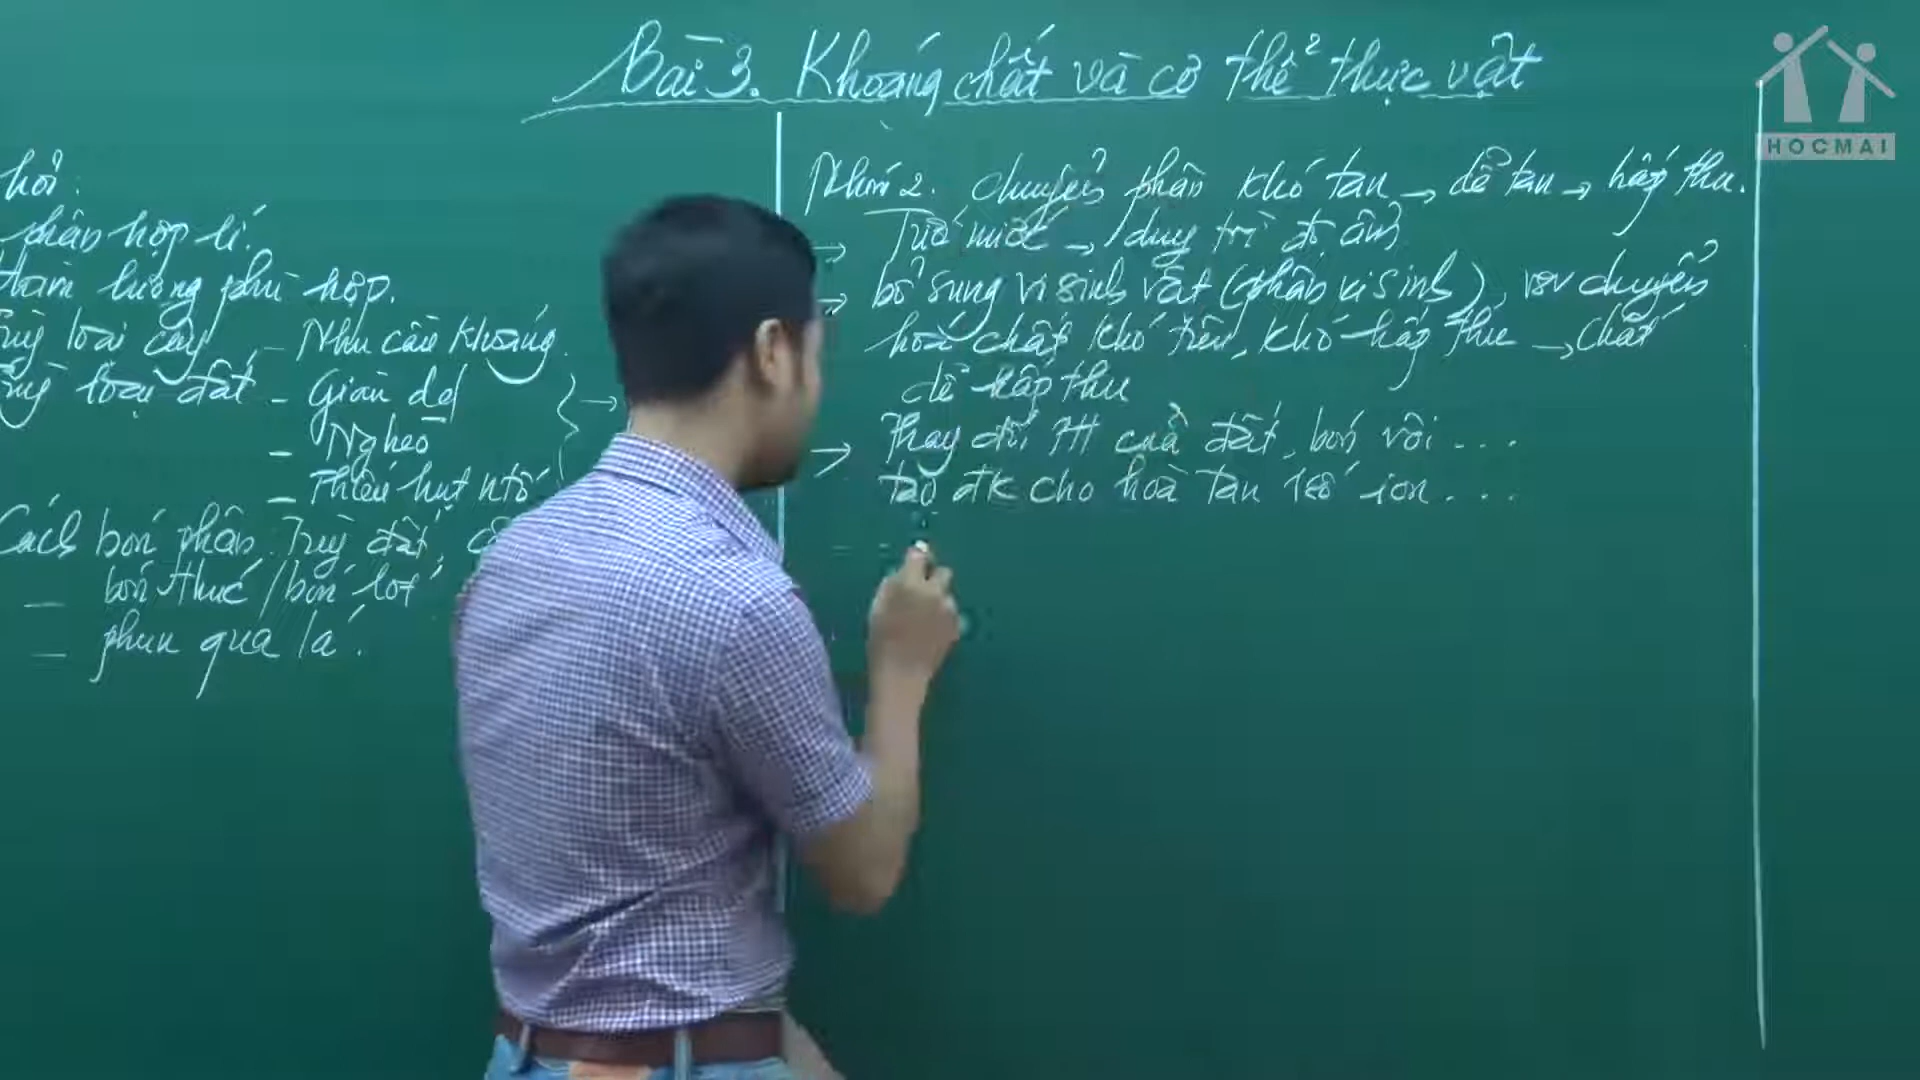 Bài 3. Khoáng chất và cơ thể thực vật
HOCMAI
hỏi.
phân hợp lí.
Hàm lượng phù hợp.
Tùy loại cây - Nhu cầu khoáng.
Tùy loại đất - Giàu dd
- Nghèo
- Thiếu hụt ntố
Cách bón phân: Tùy đất,
- bón thúc / bón lót
- phun qua lá.
Nhóm 2. chuyển phân khó tan → dễ tan → hấp thu.
→ Tưới nước → duy trì độ ẩm
→ bổ sung vi sinh vật (phân vi sinh), vsv chuyển
hoá chất khó tiêu, khó hấp thu → chất
dễ hấp thu
→ Thay đổi PH của đất, bón vôi ...
tạo đk cho hoà tan 1 số ion ...